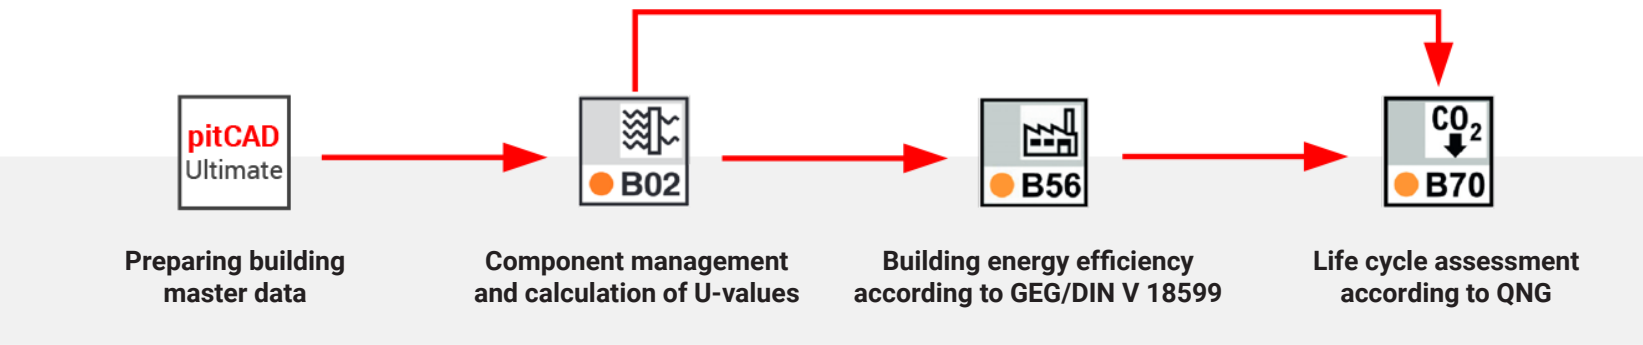 pitCAD
Ultimate
B02
B56
CO2
B70
Preparing building
master data
Component management
and calculation of U-values
Building energy efficiency
according to GEG/DIN V 18599
Life cycle assessment
according to QNG